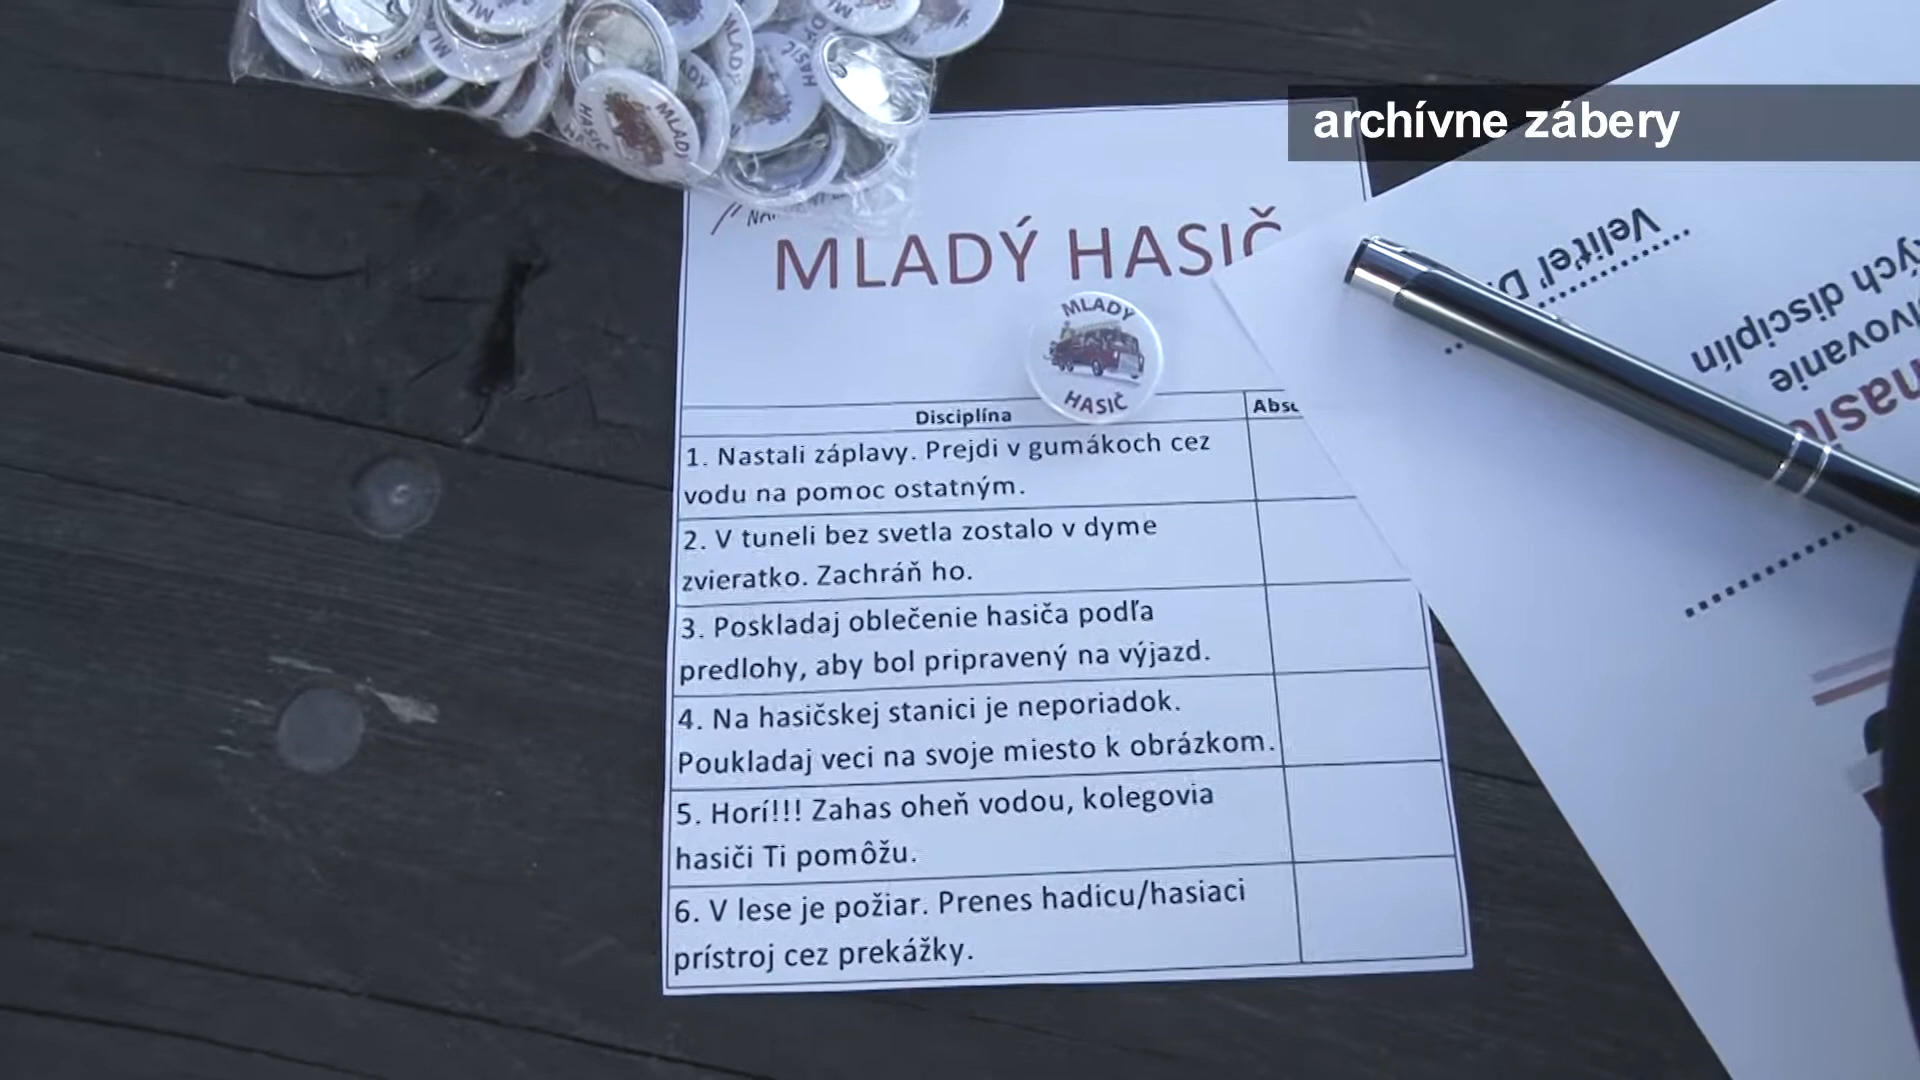 archívne zábery
MLADÝ HASIČ
MLADY
HASIČ
Disciplína
1. Nastali záplavy. Prejdi v gumákoch cez
vodu na pomoc ostatným.
2. V tuneli bez svetla zostalo v dyme
zvieratko. Zachráň ho.
3. Poskladaj oblečenie hasiča podľa
predlohy, aby bol pripravený na výjazd.
4. Na hasičskej stanici je neporiadok.
Poukladaj veci na svoje miesto k obrázkom.
5. Horí!!! Zahas oheň vodou, kolegovia
hasiči Ti pomôžu.
6. V lese je požiar. Prenes hadicu/hasiaci
prístroj cez prekážky.
MLADY
HASIČ
Veliteľ
disciplín